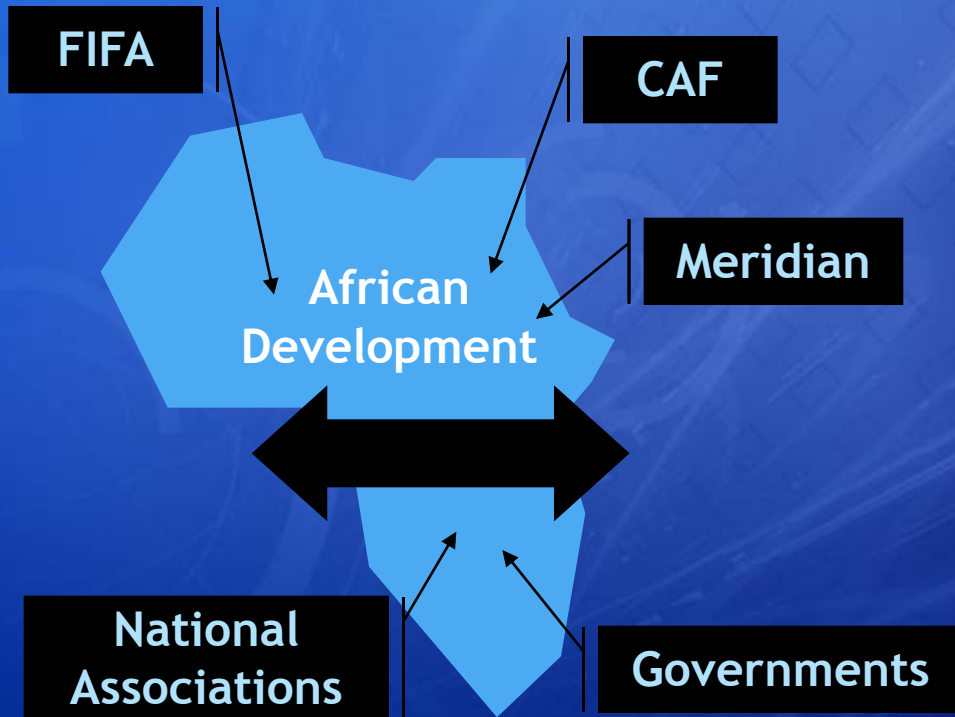 FIFA
CAF
Meridian
African
Development
National
Associations
Governments